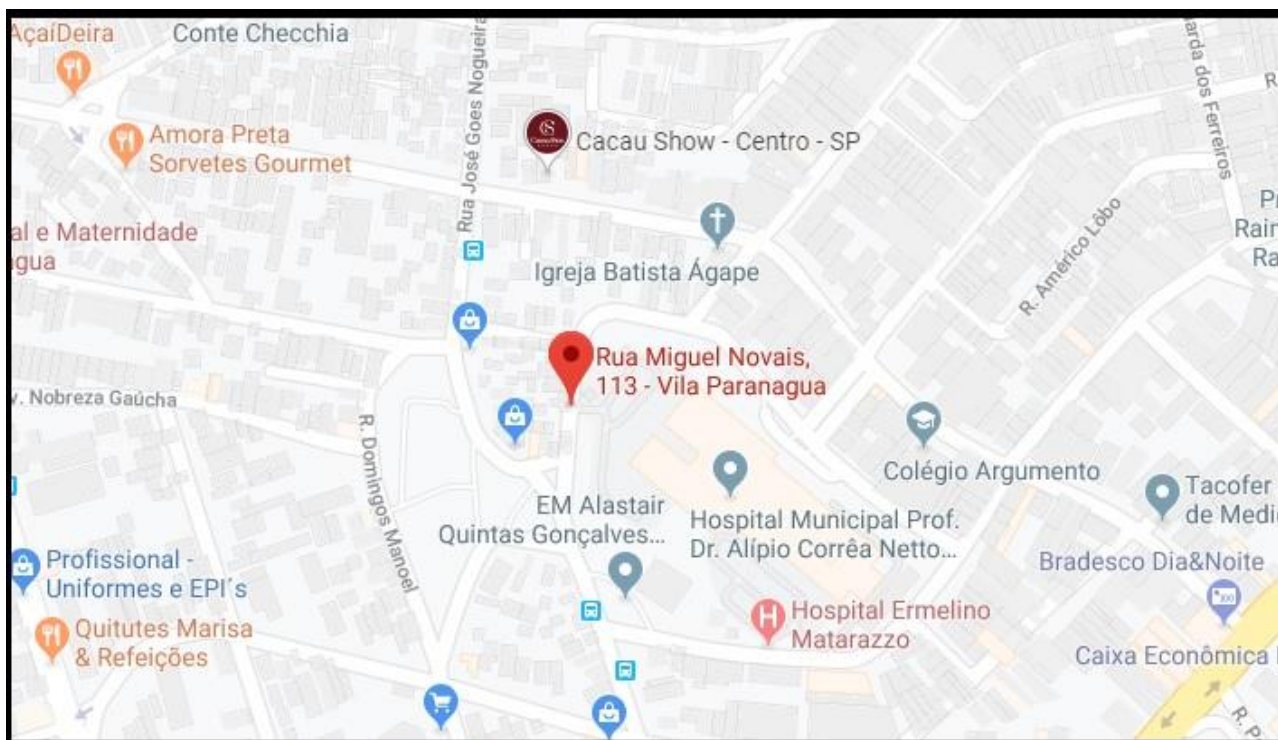 AçaíDeira
Conte Checchia
Amora Preta
Sorvetes Gourmet
Rua José Goes Nogueira
Cacau Show - Centro - SP
arda dos Ferreiros
R
al e Maternidade
gua
Igreja Batista Ágape
R. Américo Lôbo
Rain
Ra
Rua Miguel Novais,
113 - Vila Paranagua
v. Nobreza Gaúcha
R. Domingos Manoel
Colégio Argumento
EM Alastair
Quintas Gonçalves...
Hospital Municipal Prof.
Dr. Alípio Corrêa Netto...
Tacofer
de Medi
Profissional -
Uniformes e EPI´s
Bradesco Dia&Noite
Quitutes Marisa
& Refeições
Hospital Ermelino
Matarazzo
Caixa Econômica